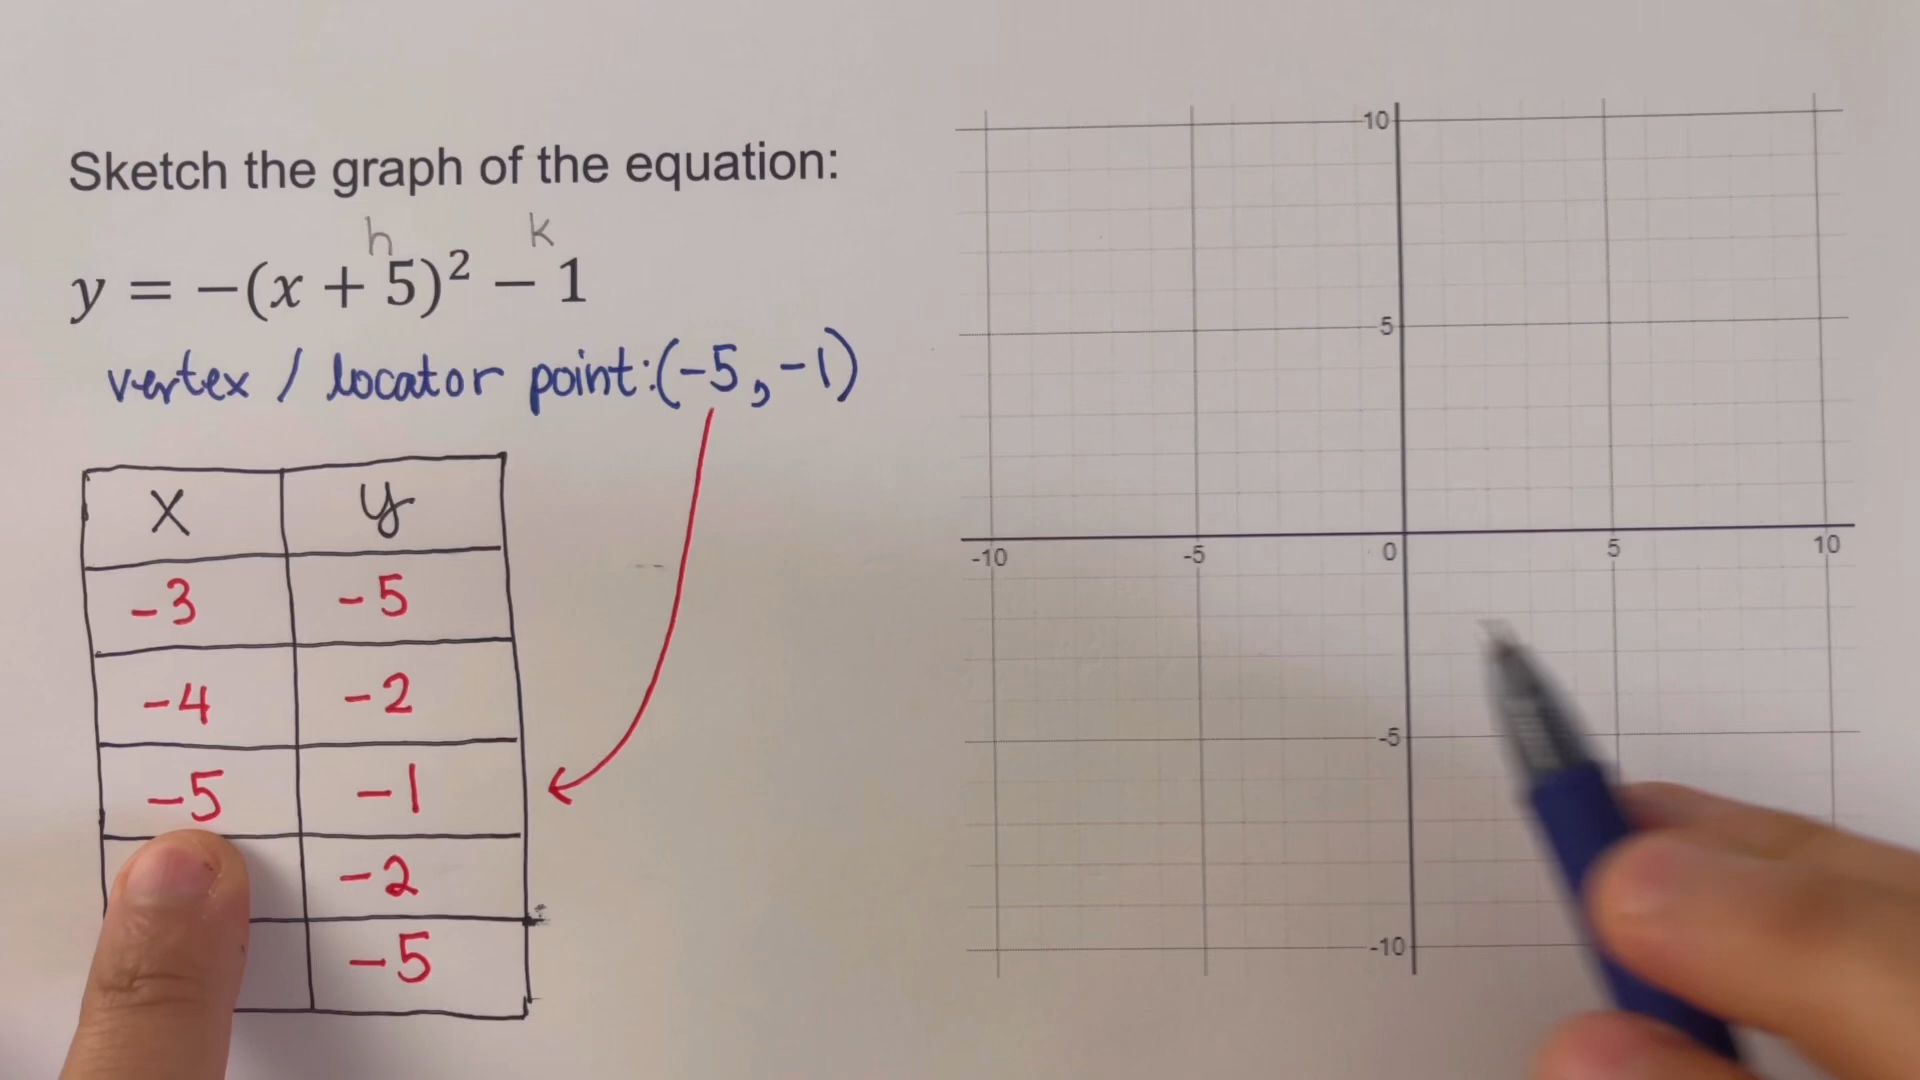 Sketch the graph of the equation:
h k
y = −(x + 5)² − 1
vertex / locator point: (-5, -1)
x y
-3 -5
-4 -2
-5 -1
-2
-5
10
5
-10 -5 0 5 10
-5
-10